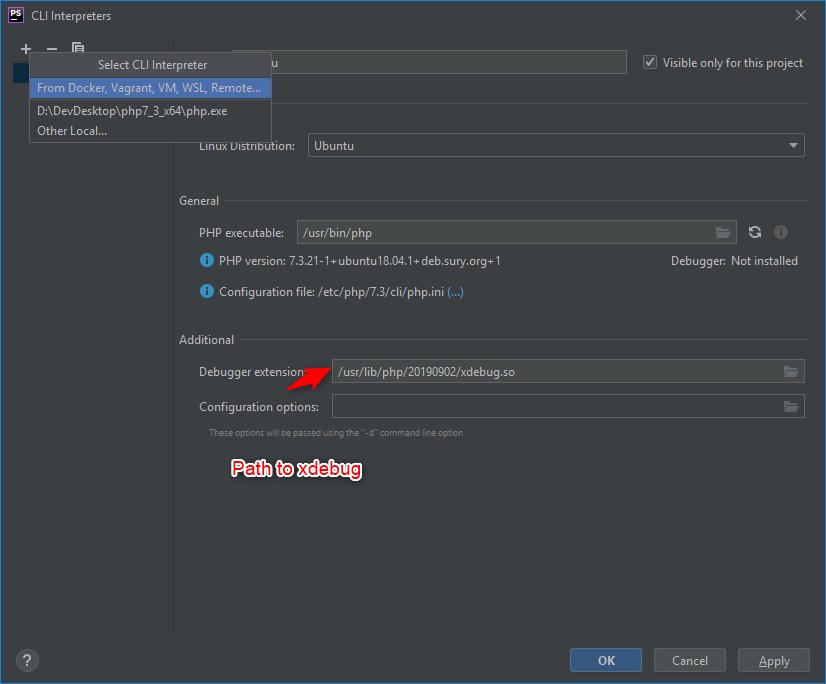 PS CLI Interpreters
Select CLI Interpreter
From Docker, Vagrant, VM, WSL, Remote...
D:\DevDesktop\php7_3_x64\php.exe
Other Local...
Visible only for this project
Linux Distribution: Ubuntu
General
PHP executable: /usr/bin/php
PHP version: 7.3.21-1+ubuntu18.04.1+deb.sury.org+1 Debugger: Not installed
Configuration file: /etc/php/7.3/cli/php.ini (...)
Additional
Debugger extension: /usr/lib/php/20190902/xdebug.so
Configuration options:
These options will be passed using the "-d" command line option
Path to xdebug
? OK Cancel Apply